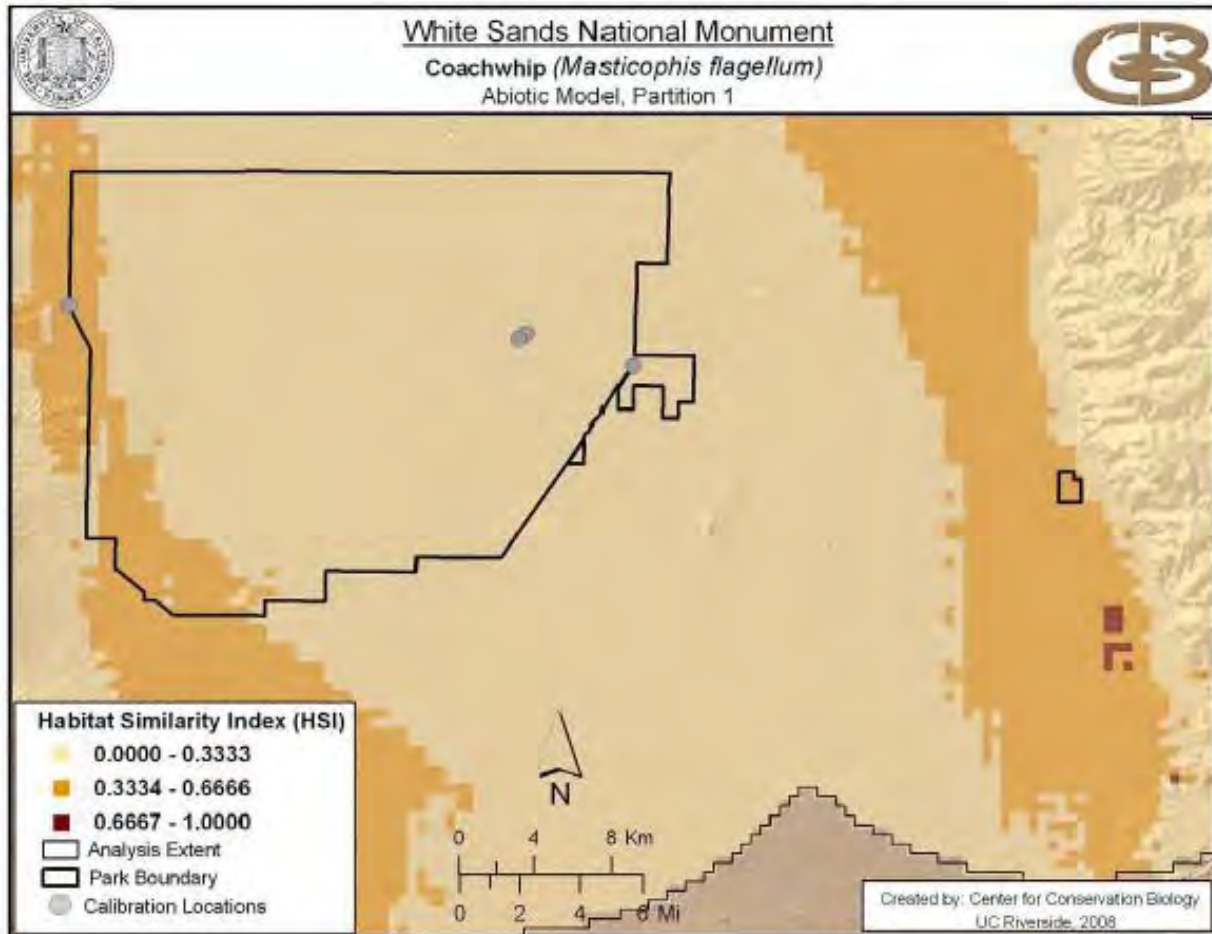 White Sands National Monument
Coachwhip (Masticophis flagellum)
Abiotic Model, Partition 1
Habitat Similarity Index (HSI)
0.0000 - 0.3333
0.3334 - 0.6666
0.6667 - 1.0000
Analysis Extent
Park Boundary
Calibration Locations
N
0 4 8 Km
0 2 4 6 Mi
Created by: Center for Conservation Biology
UC Riverside, 2008